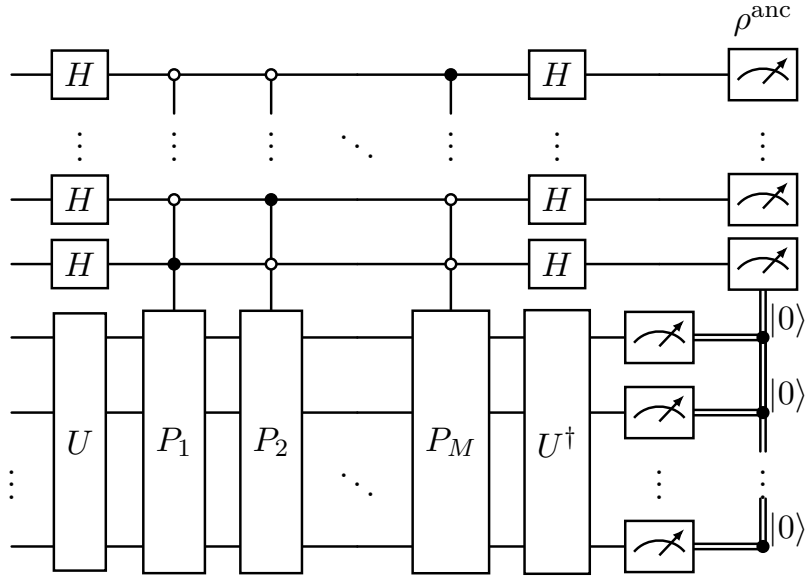 ρ^anc
H H
⋮ ⋮ ⋮ ⋱ ⋮ ⋮ ⋮
H H
H H
|0⟩
|0⟩
U P_1 P_2 P_M U^†
⋮ ⋱ ⋮ ⋮
|0⟩